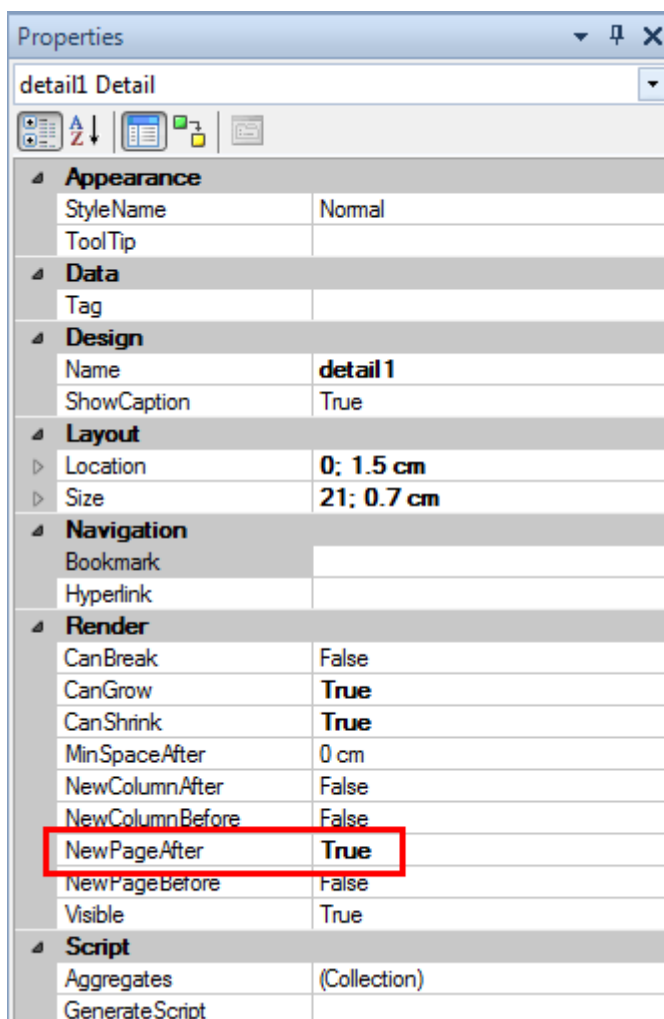 Properties
detail1 Detail
Appearance
StyleName Normal
ToolTip
Data
Tag
Design
Name detail1
ShowCaption True
Layout
Location 0; 1.5 cm
Size 21; 0.7 cm
Navigation
Bookmark
Hyperlink
Render
CanBreak False
CanGrow True
CanShrink True
MinSpaceAfter 0 cm
NewColumnAfter False
NewColumnBefore False
NewPageAfter True
NewPageBefore False
Visible True
Script
Aggregates (Collection)
GenerateScript